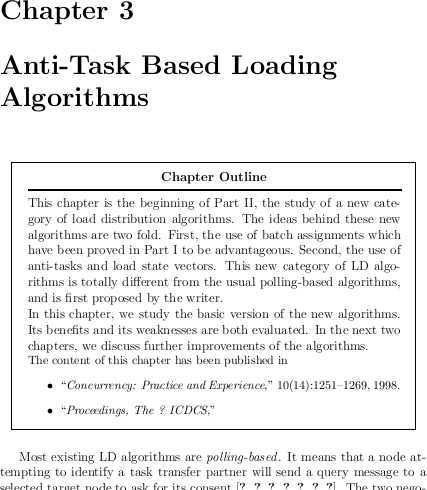 Chapter 3
Anti-Task Based Loading
Algorithms
Chapter Outline
This chapter is the beginning of Part II, the study of a new cate-
gory of load distribution algorithms. The ideas behind these new
algorithms are two fold. First, the use of batch assignments which
have been proved in Part I to be advantageous. Second, the use of
anti-tasks and load state vectors. This new category of LD algo-
rithms is totally different from the usual polling-based algorithms,
and is first proposed by the writer.
In this chapter, we study the basic version of the new algorithms.
Its benefits and its weaknesses are both evaluated. In the next two
chapters, we discuss further improvements of the algorithms.
The content of this chapter has been published in
• “Concurrency: Practice and Experience,” 10(14):1251–1269, 1998.
• “Proceedings, The ? ICDCS,”
Most existing LD algorithms are polling-based. It means that a node at-
tempting to identify a task transfer partner will send a query message to a
selected target node to ask for its consent [?, ?, ?, ?, ?, ?, ?]. The two nego-